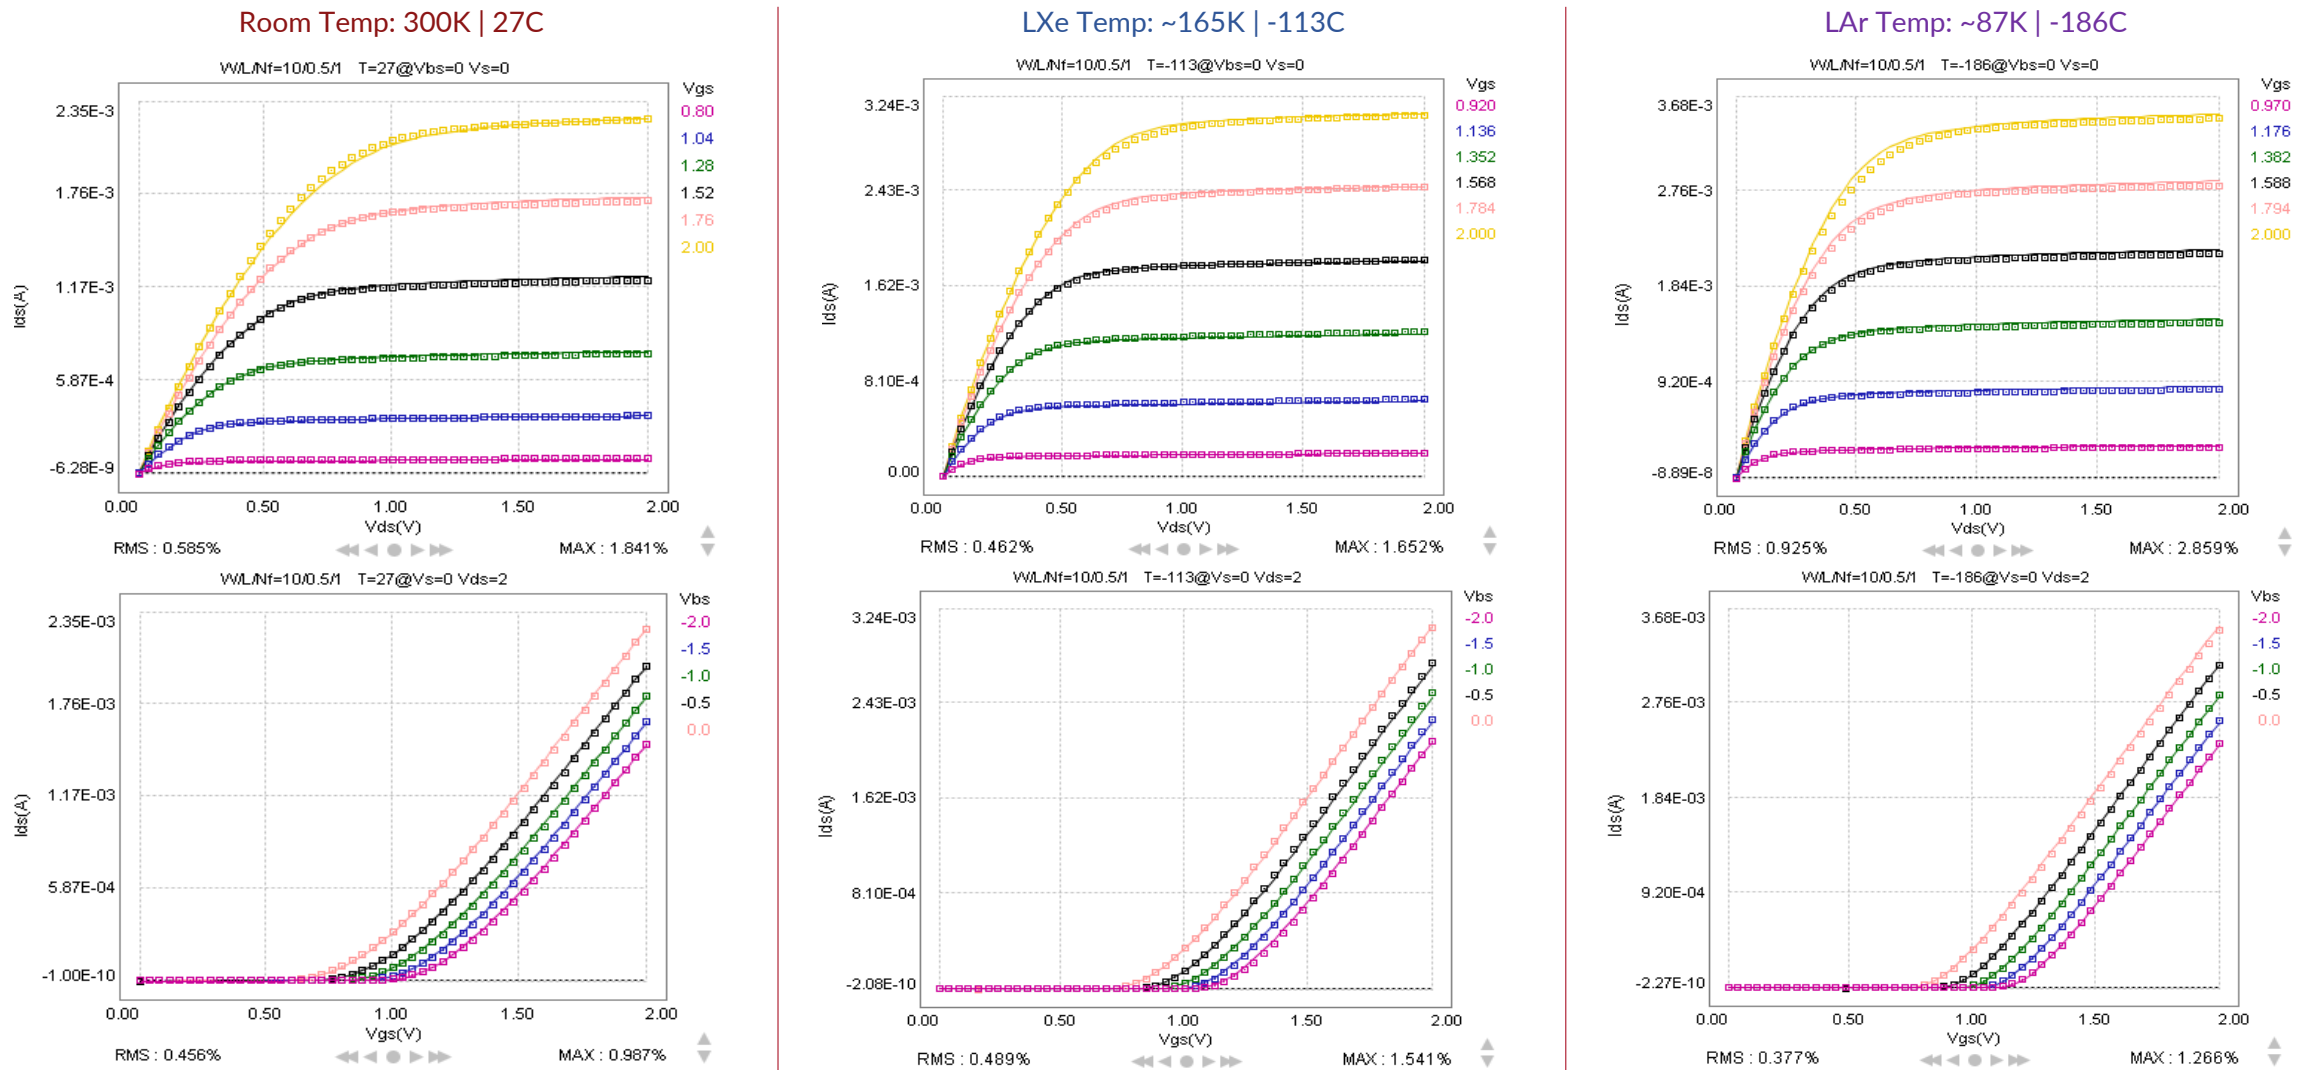 Room Temp: 300K | 27C
W/L/Nf=10/0.5/1 T=27@Vbs=0 Vs=0
Vgs
0.80
1.04
1.28
1.52
1.76
2.00
2.35E-3
1.76E-3
1.17E-3
5.87E-4
-6.28E-9
Ids(A)
0.00 0.50 1.00 1.50 2.00
Vds(V)
RMS : 0.585% MAX : 1.841%
W/L/Nf=10/0.5/1 T=27@Vs=0 Vds=2
Vbs
-2.0
-1.5
-1.0
-0.5
0.0
2.35E-03
1.76E-03
1.17E-03
5.87E-04
-1.00E-10
Ids(A)
0.00 0.50 1.00 1.50 2.00
Vgs(V)
RMS : 0.456% MAX : 0.987%
LXe Temp: ~165K | -113C
W/L/Nf=10/0.5/1 T=-113@Vbs=0 Vs=0
Vgs
0.920
1.136
1.352
1.568
1.784
2.000
3.24E-3
2.43E-3
1.62E-3
8.10E-4
0.00
Ids(A)
0.00 0.50 1.00 1.50 2.00
Vds(V)
RMS : 0.462% MAX : 1.652%
W/L/Nf=10/0.5/1 T=-113@Vs=0 Vds=2
Vbs
-2.0
-1.5
-1.0
-0.5
0.0
3.24E-03
2.43E-03
1.62E-03
8.10E-04
-2.08E-10
Ids(A)
0.00 0.50 1.00 1.50 2.00
Vgs(V)
RMS : 0.489% MAX : 1.541%
LAr Temp: ~87K | -186C
W/L/Nf=10/0.5/1 T=-186@Vbs=0 Vs=0
Vgs
0.970
1.176
1.382
1.588
1.794
2.000
3.68E-3
2.76E-3
1.84E-3
9.20E-4
-8.89E-8
Ids(A)
0.00 0.50 1.00 1.50 2.00
Vds(V)
RMS : 0.925% MAX : 2.859%
W/L/Nf=10/0.5/1 T=-186@Vs=0 Vds=2
Vbs
-2.0
-1.5
-1.0
-0.5
0.0
3.68E-03
2.76E-03
1.84E-03
9.20E-04
-2.27E-10
Ids(A)
0.00 0.50 1.00 1.50 2.00
Vgs(V)
RMS : 0.377% MAX : 1.266%